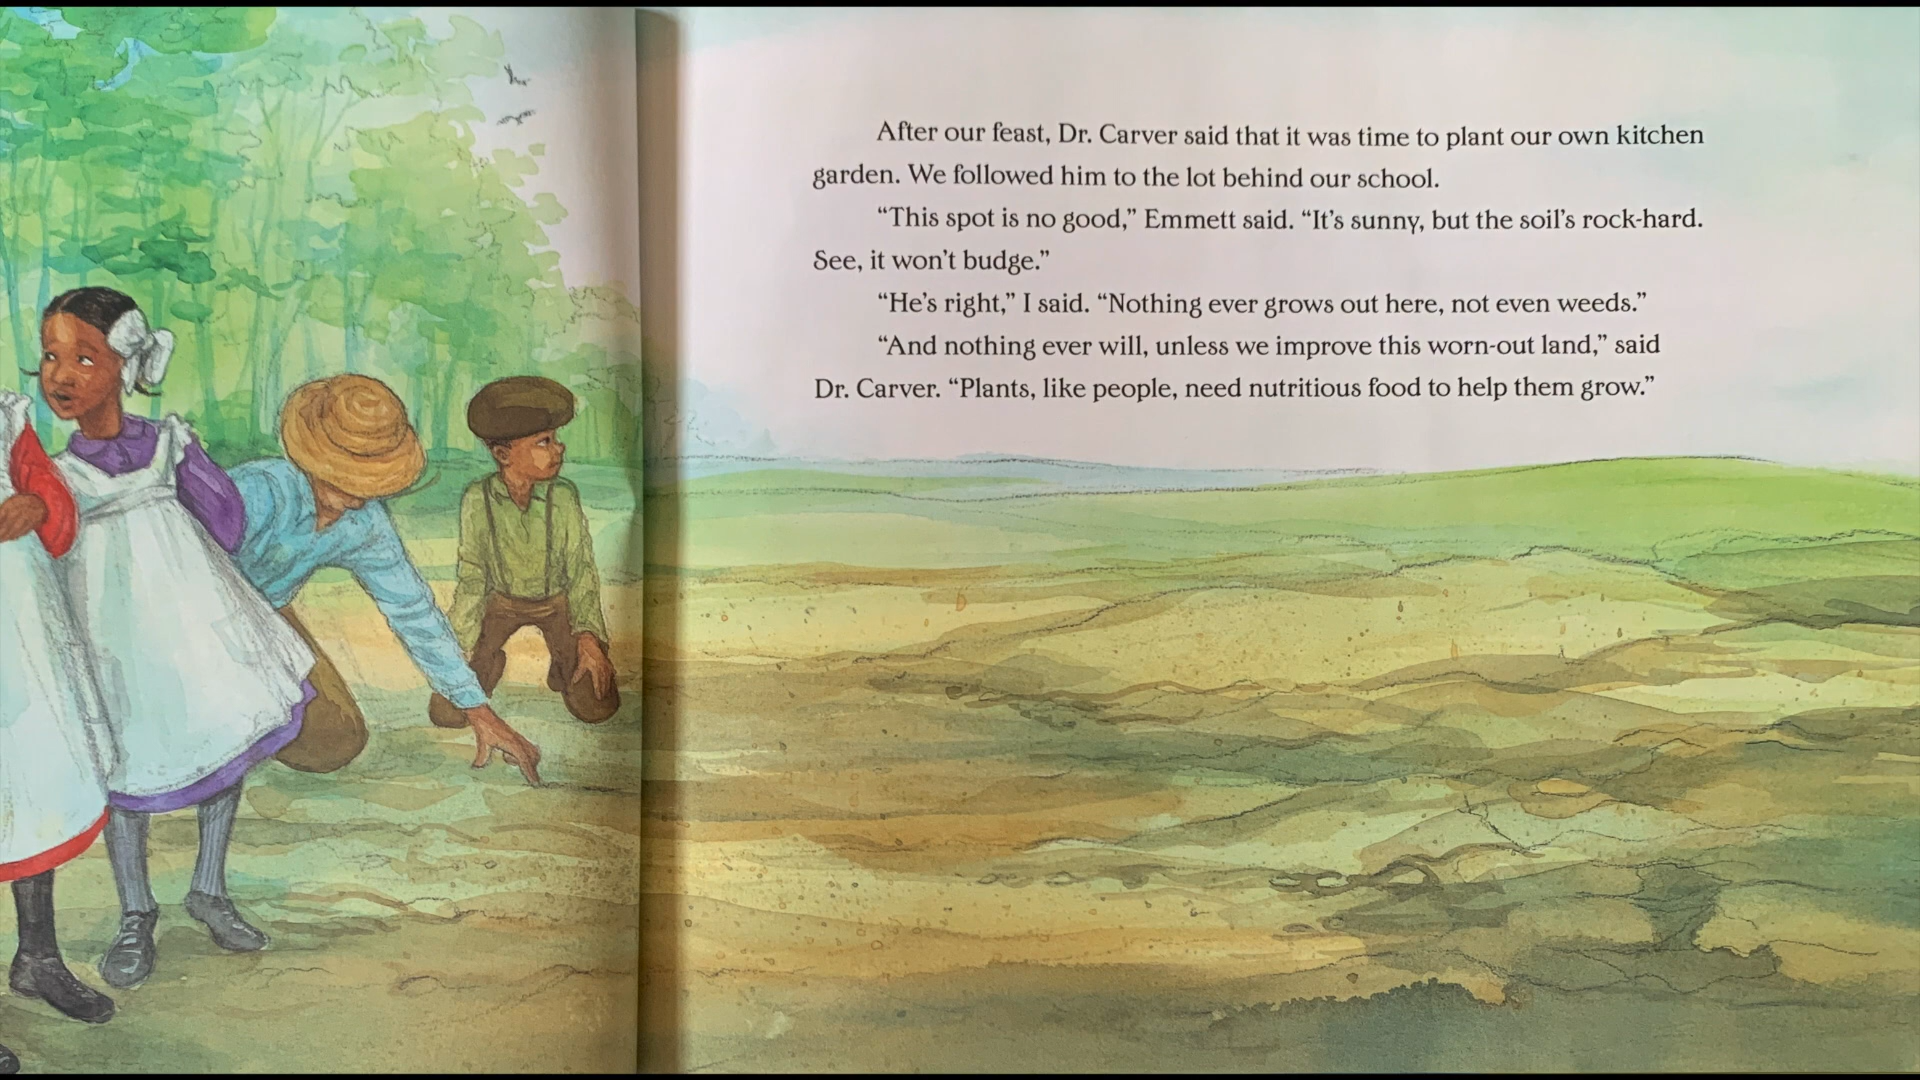 After our feast, Dr. Carver said that it was time to plant our own kitchen
garden. We followed him to the lot behind our school.
“This spot is no good,” Emmett said. “It’s sunny, but the soil’s rock-hard.
See, it won’t budge.”
“He’s right,” I said. “Nothing ever grows out here, not even weeds.”
“And nothing ever will, unless we improve this worn-out land,” said
Dr. Carver. “Plants, like people, need nutritious food to help them grow.”